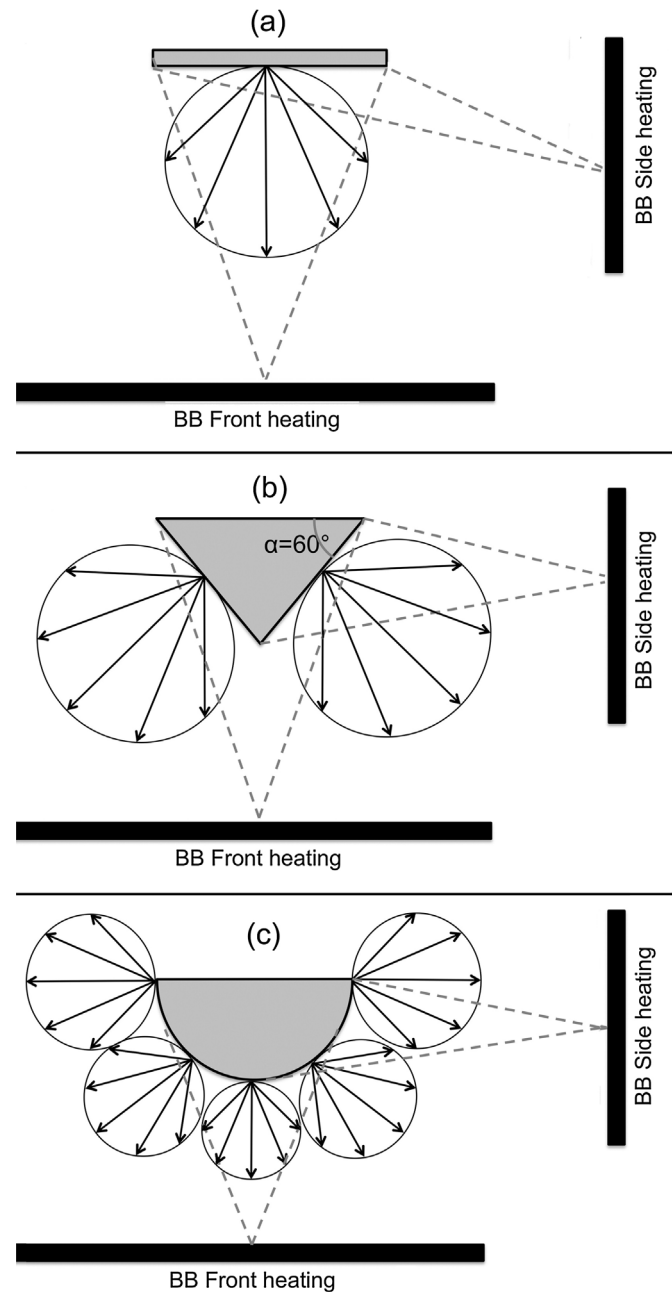 (a)
BB Side heating
BB Front heating
(b)
α=60°
BB Side heating
BB Front heating
(c)
BB Side heating
BB Front heating